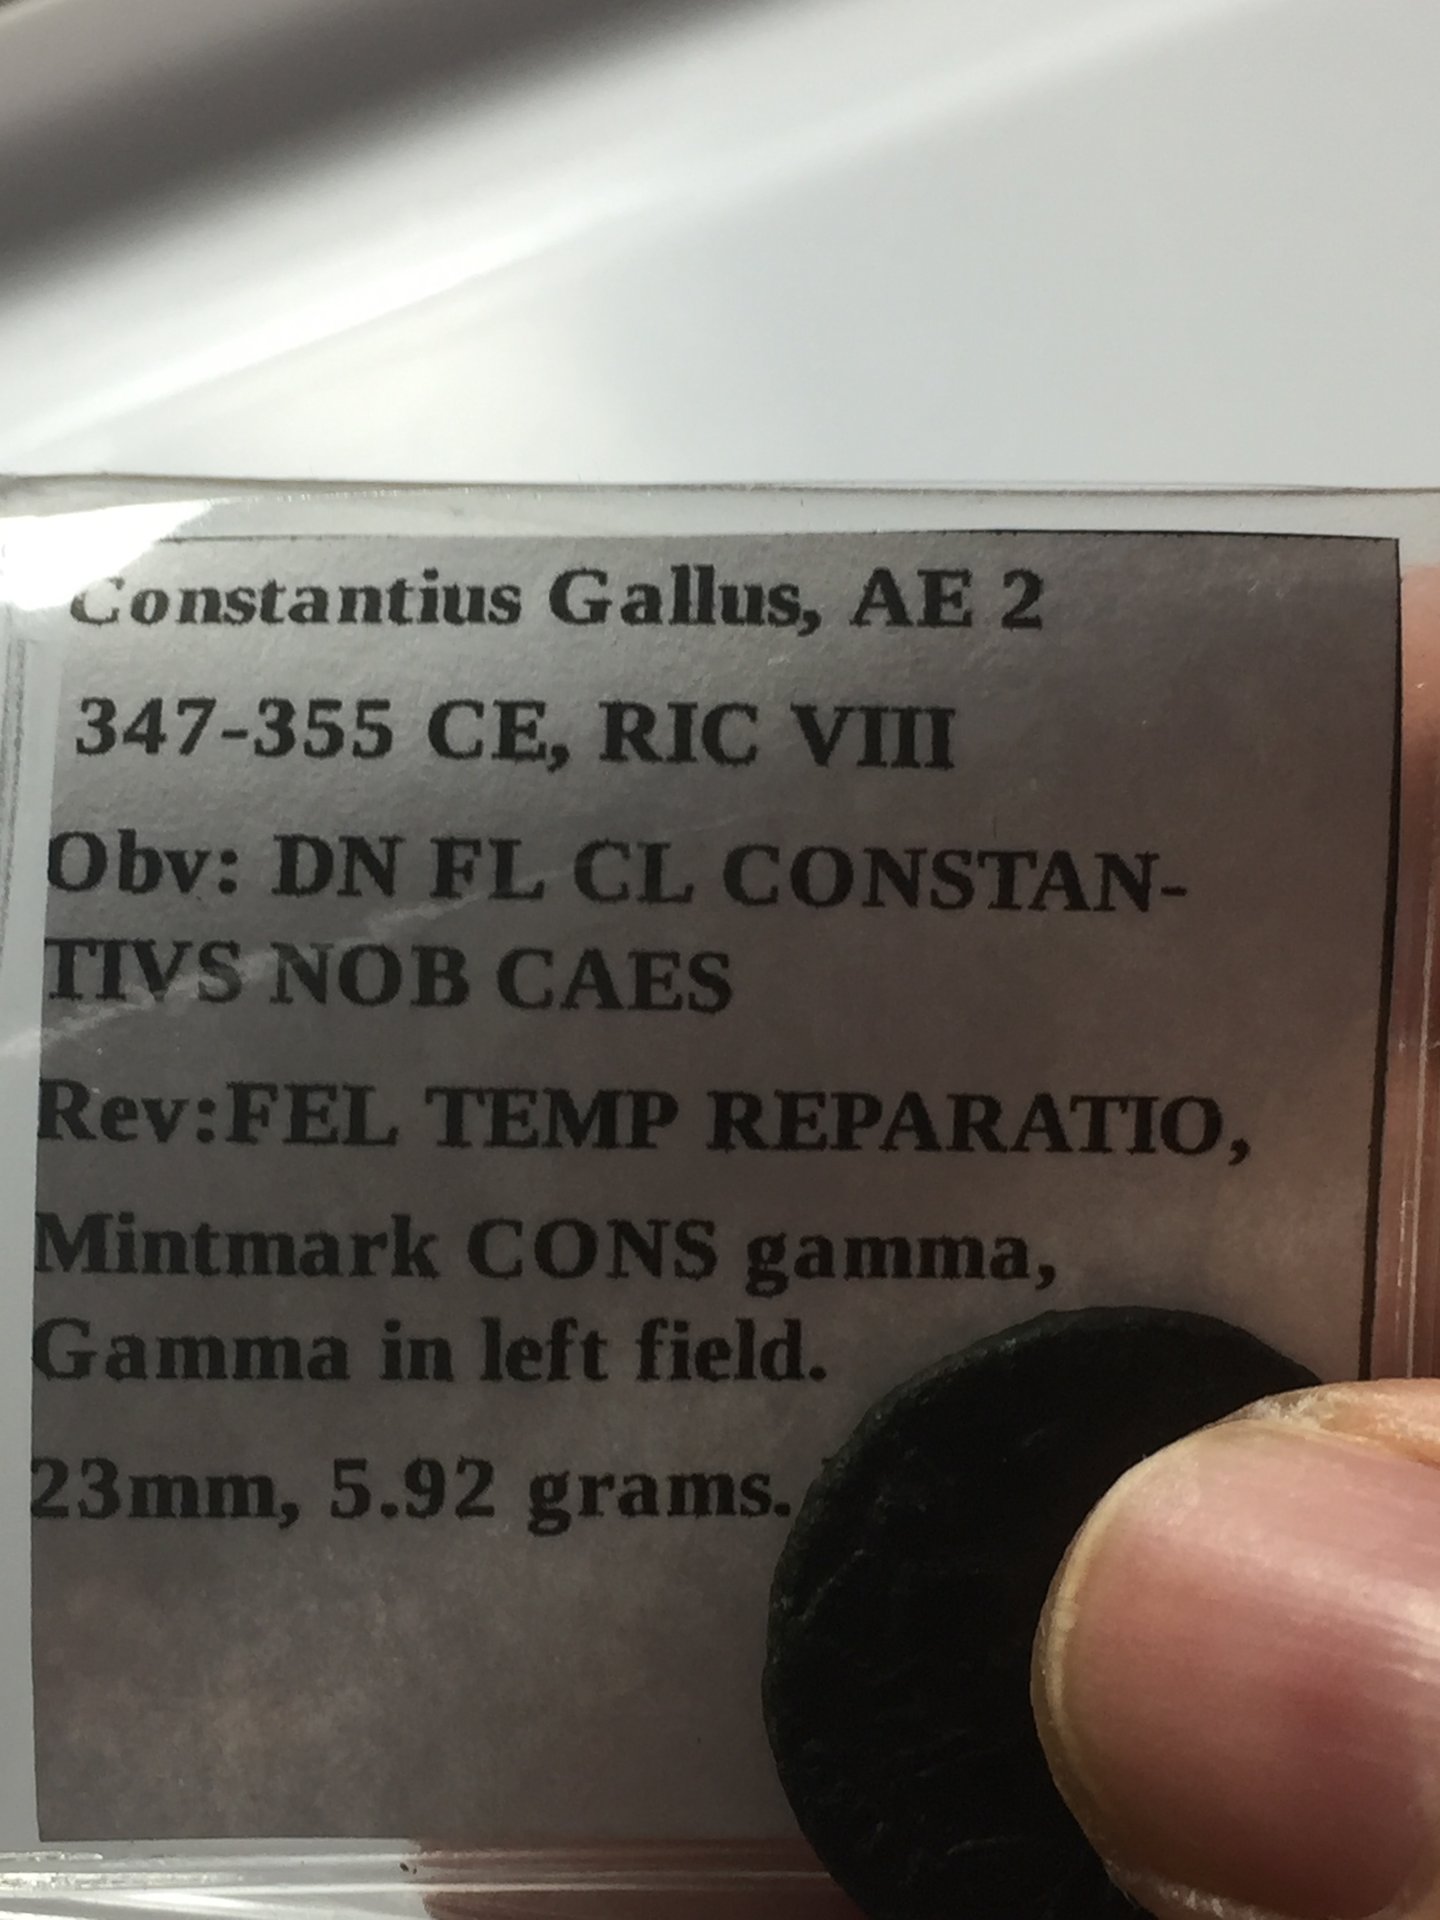 Constantius Gallus, AE 2
347-355 CE, RIC VIII
Obv: DN FL CL CONSTAN-
TIVS NOB CAES
Rev:FEL TEMP REPARATIO,
Mintmark CONS gamma,
Gamma in left field.
23mm, 5.92 grams.